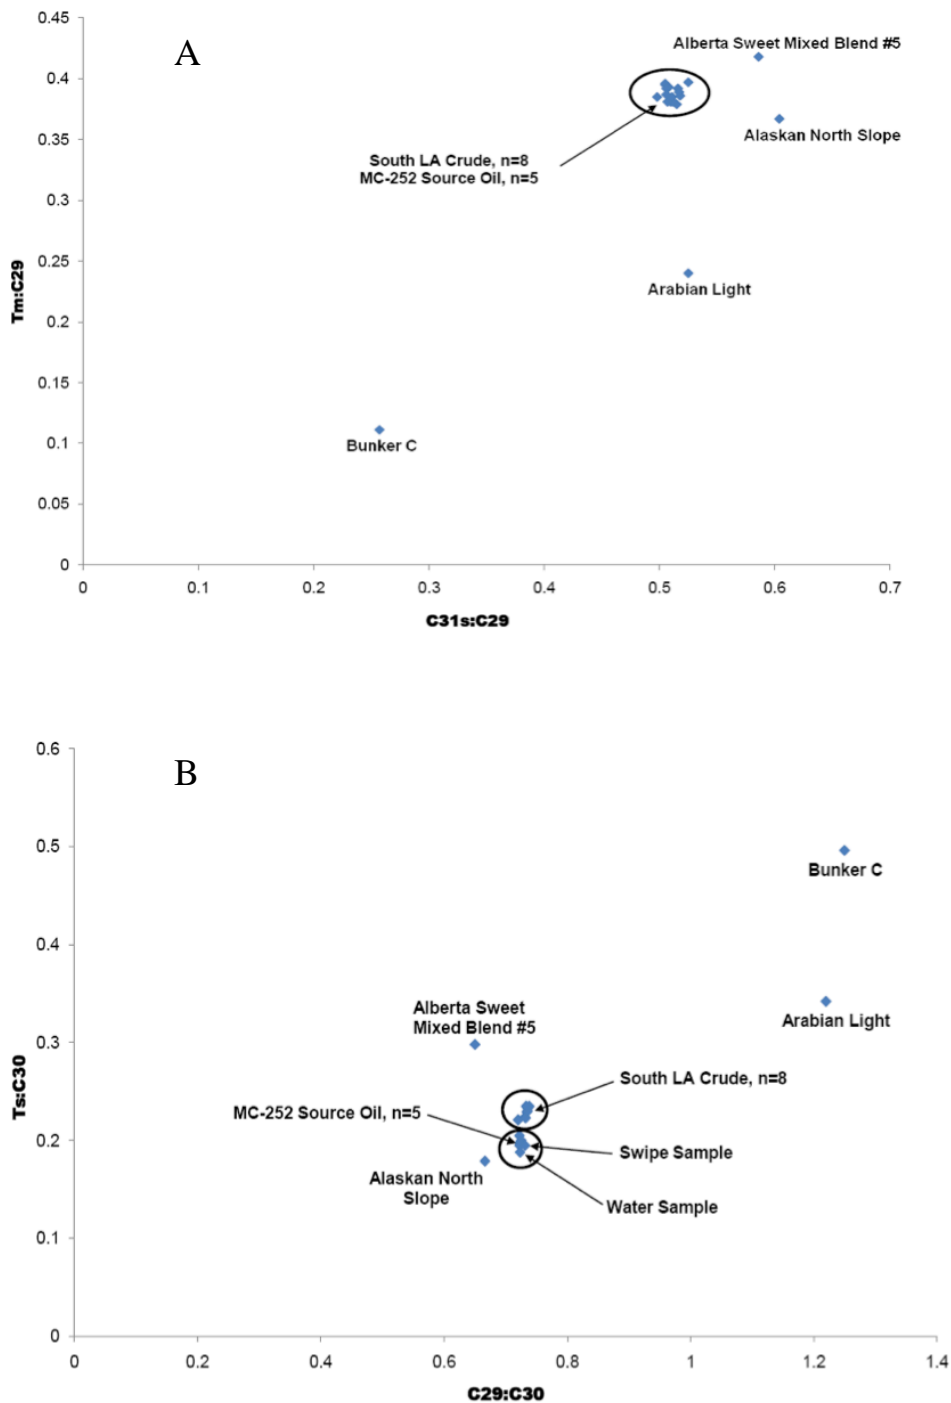 A
0.45
0.4
0.35
0.3
0.25
0.2
0.15
0.1
0.05
0
Tm:C29
Alberta Sweet Mixed Blend #5
Alaskan North Slope
South LA Crude, n=8
MC-252 Source Oil, n=5
Arabian Light
Bunker C
0 0.1 0.2 0.3 0.4 0.5 0.6 0.7
C31s:C29
B
0.6
0.5
0.4
0.3
0.2
0.1
0
Ts:C30
Bunker C
Arabian Light
Alberta Sweet
Mixed Blend #5
South LA Crude, n=8
MC-252 Source Oil, n=5
Swipe Sample
Alaskan North
Slope
Water Sample
0 0.2 0.4 0.6 0.8 1 1.2 1.4
C29:C30